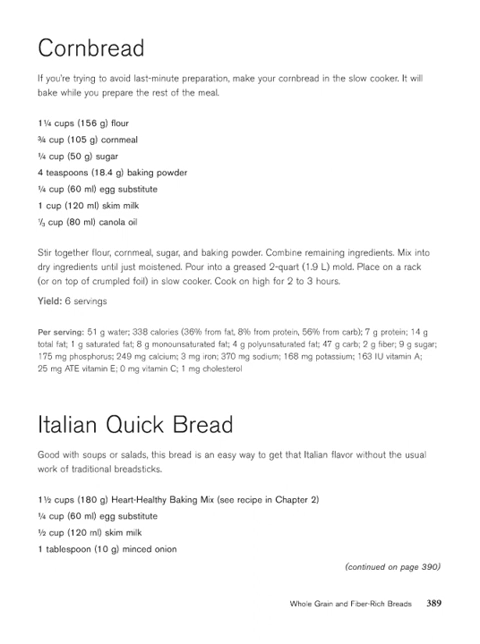 Cornbread
If you're trying to avoid last-minute preparation, make your cornbread in the slow cooker. It will
bake while you prepare the rest of the meal.
1¼ cups (156 g) flour
¾ cup (105 g) cornmeal
¼ cup (50 g) sugar
4 teaspoons (18.4 g) baking powder
¼ cup (60 ml) egg substitute
1 cup (120 ml) skim milk
⅓ cup (80 ml) canola oil
Stir together flour, cornmeal, sugar, and baking powder. Combine remaining ingredients. Mix into
dry ingredients until just moistened. Pour into a greased 2-quart (1.9 L) mold. Place on a rack
(or on top of crumpled foil) in slow cooker. Cook on high for 2 to 3 hours.
Yield: 6 servings
Per serving: 51 g water; 338 calories (36% from fat, 8% from protein, 56% from carb); 7 g protein; 14 g
total fat; 1 g saturated fat; 8 g monounsaturated fat; 4 g polyunsaturated fat; 47 g carb; 2 g fiber; 9 g sugar;
175 mg phosphorus; 249 mg calcium; 3 mg iron; 370 mg sodium; 168 mg potassium; 163 IU vitamin A;
25 mg ATE vitamin E; 0 mg vitamin C; 1 mg cholesterol
Italian Quick Bread
Good with soups or salads, this bread is an easy way to get that Italian flavor without the usual
work of traditional breadsticks.
1½ cups (180 g) Heart-Healthy Baking Mix (see recipe in Chapter 2)
¼ cup (60 ml) egg substitute
½ cup (120 ml) skim milk
1 tablespoon (10 g) minced onion
(continued on page 390)
Whole Grain and Fiber-Rich Breads 389